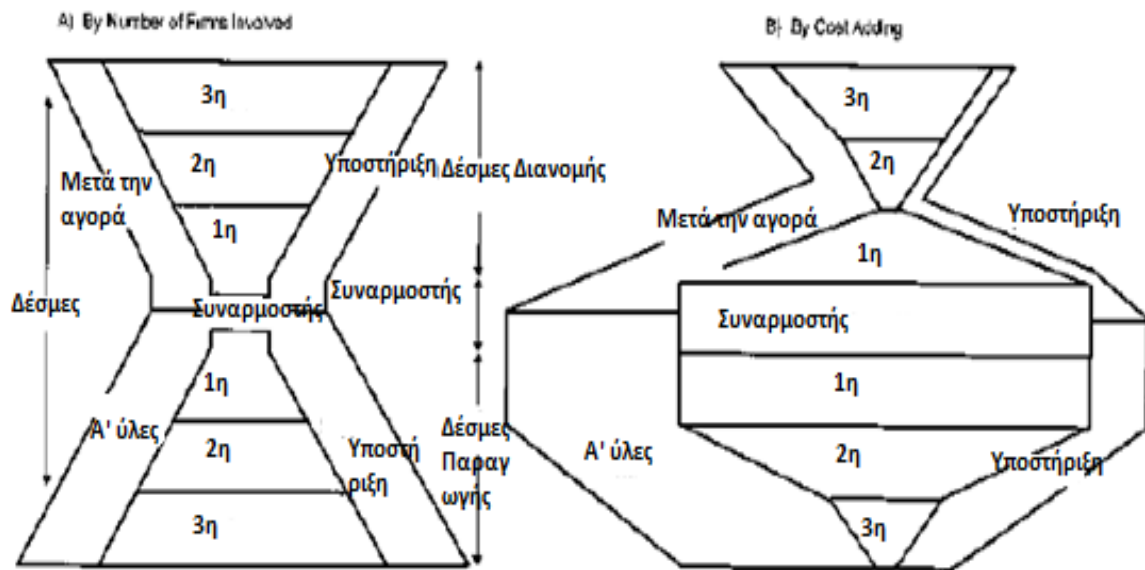 A) By Number of Firms Involved
3η
2η
Μετά την
αγορά
Υποστήριξη
Δέσμες Διανομής
1η
Δέσμες
Συναρμοστής
Συναρμοστής
1η
Α' ύλες
2η
Υποστή
ριξη
Δέσμες
Παραγ
ωγής
3η
B) By Cost Adding
3η
2η
Μετά την αγορά
Υποστήριξη
1η
Συναρμοστής
1η
Α' ύλες
2η
Υποστήριξη
3η